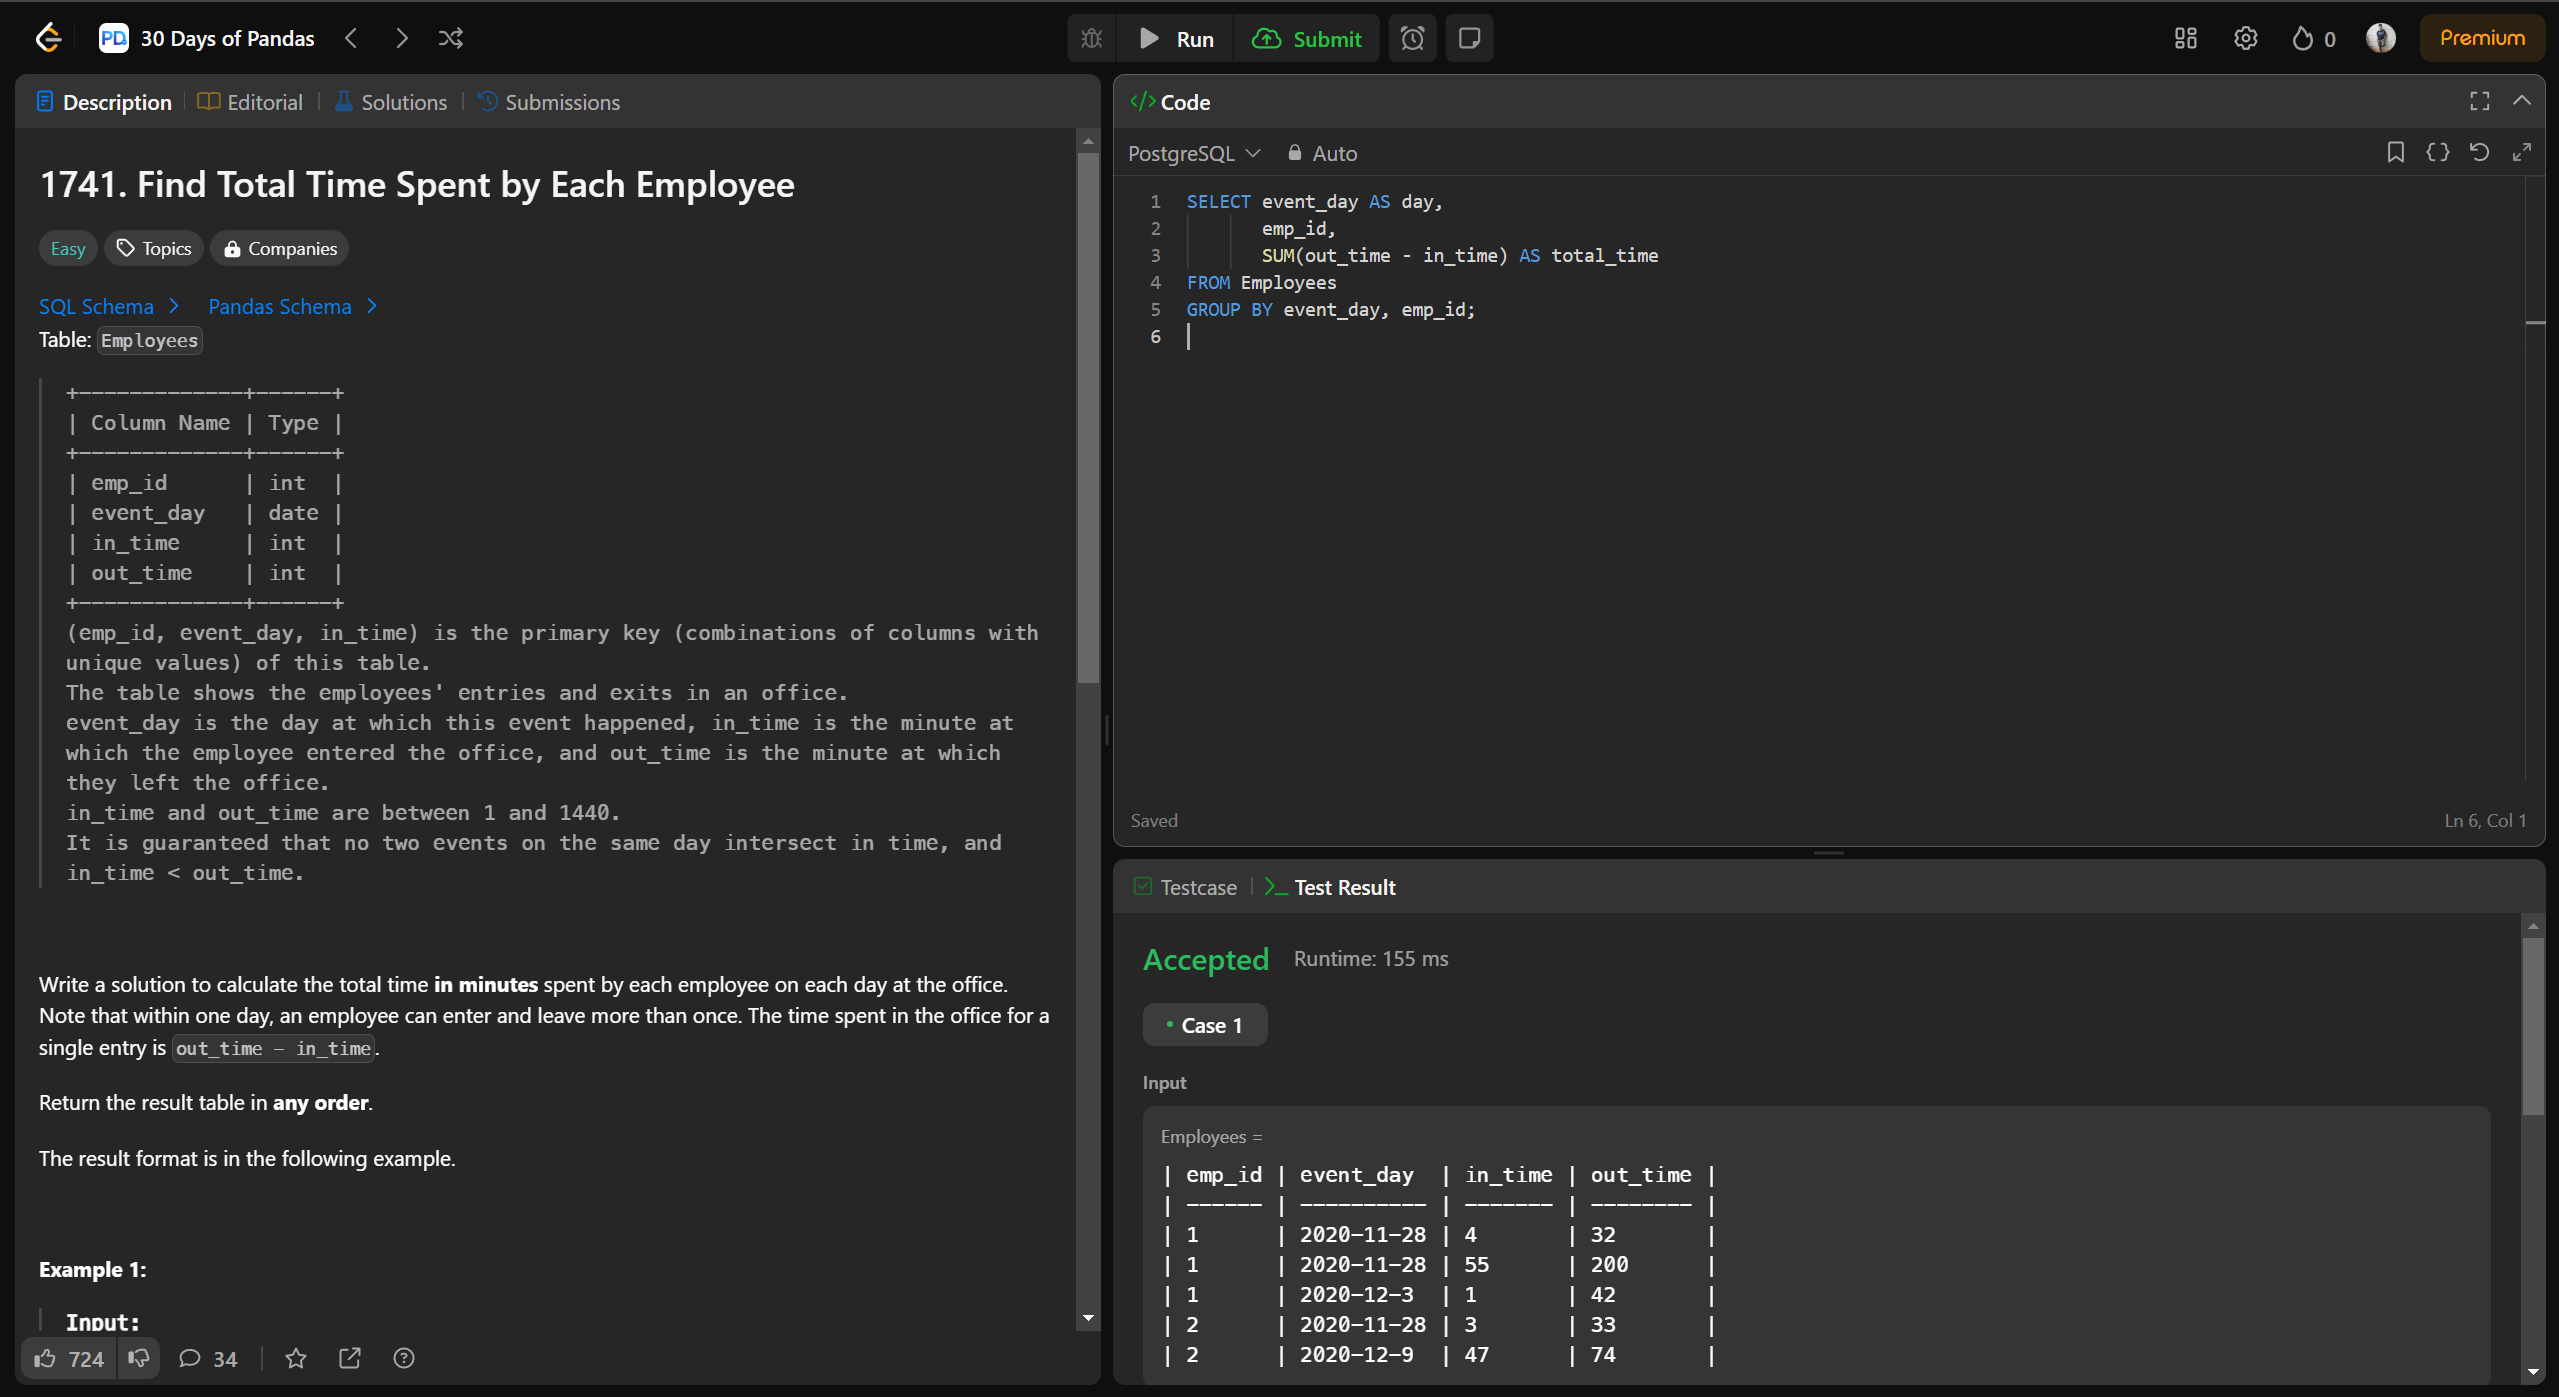 PD 30 Days of Pandas
Run Submit
0 Premium
Description | Editorial | Solutions | Submissions
1741. Find Total Time Spent by Each Employee
Easy Topics Companies
SQL Schema Pandas Schema
Table: Employees
+-------------+------+
| Column Name | Type |
+-------------+------+
| emp_id      | int  |
| event_day   | date |
| in_time     | int  |
| out_time    | int  |
+-------------+------+
(emp_id, event_day, in_time) is the primary key (combinations of columns with
unique values) of this table.
The table shows the employees' entries and exits in an office.
event_day is the day at which this event happened, in_time is the minute at
which the employee entered the office, and out_time is the minute at which
they left the office.
in_time and out_time are between 1 and 1440.
It is guaranteed that no two events on the same day intersect in time, and
in_time < out_time.
Write a solution to calculate the total time in minutes spent by each employee on each day at the office.
Note that within one day, an employee can enter and leave more than once. The time spent in the office for a
single entry is out_time - in_time.
Return the result table in any order.
The result format is in the following example.
Example 1:
Input:
724 34
</> Code
PostgreSQL Auto
1 SELECT event_day AS day,
2        emp_id,
3        SUM(out_time - in_time) AS total_time
4 FROM Employees
5 GROUP BY event_day, emp_id;
6
Saved Ln 6, Col 1
Testcase | >_ Test Result
Accepted Runtime: 155 ms
• Case 1
Input
Employees =
| emp_id | event_day  | in_time | out_time |
| ------ | ---------- | ------- | -------- |
| 1      | 2020-11-28 | 4       | 32       |
| 1      | 2020-11-28 | 55      | 200      |
| 1      | 2020-12-3  | 1       | 42       |
| 2      | 2020-11-28 | 3       | 33       |
| 2      | 2020-12-9  | 47      | 74       |